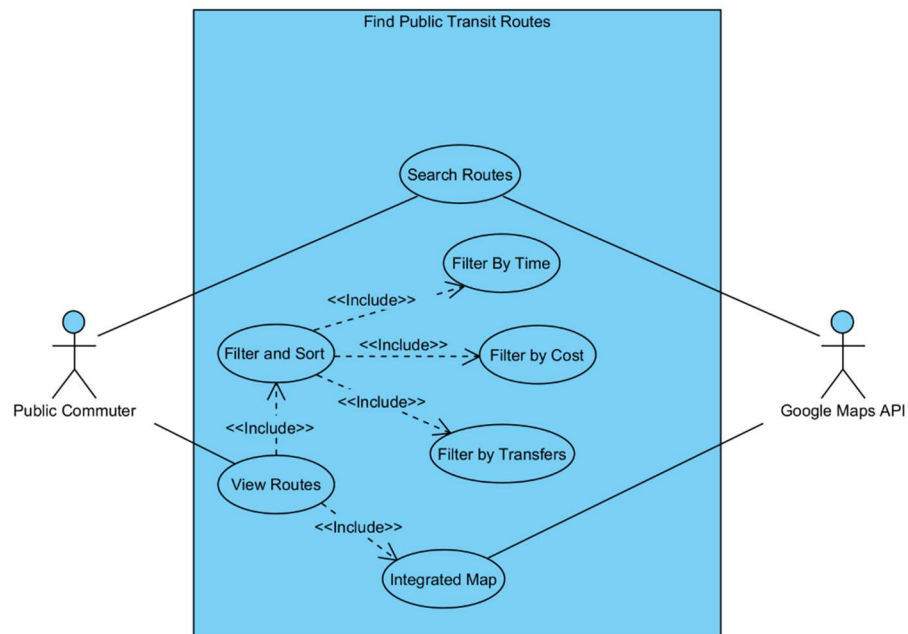 Find Public Transit Routes
Search Routes
Filter By Time
<<Include>>
Filter and Sort
<<Include>>
Filter by Cost
Public Commuter
Google Maps API
<<Include>>
<<Include>>
Filter by Transfers
View Routes
<<Include>>
Integrated Map